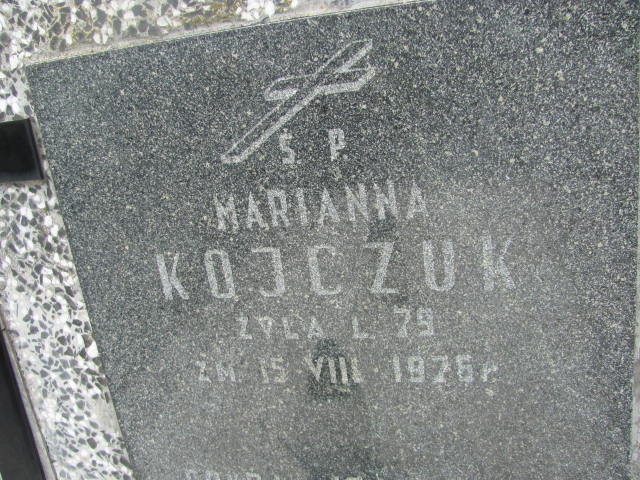 Ś. P.
MARIANNA
KOJCZUK
ŻYŁA L. 79
ZM. 15 VIII 1976 R.